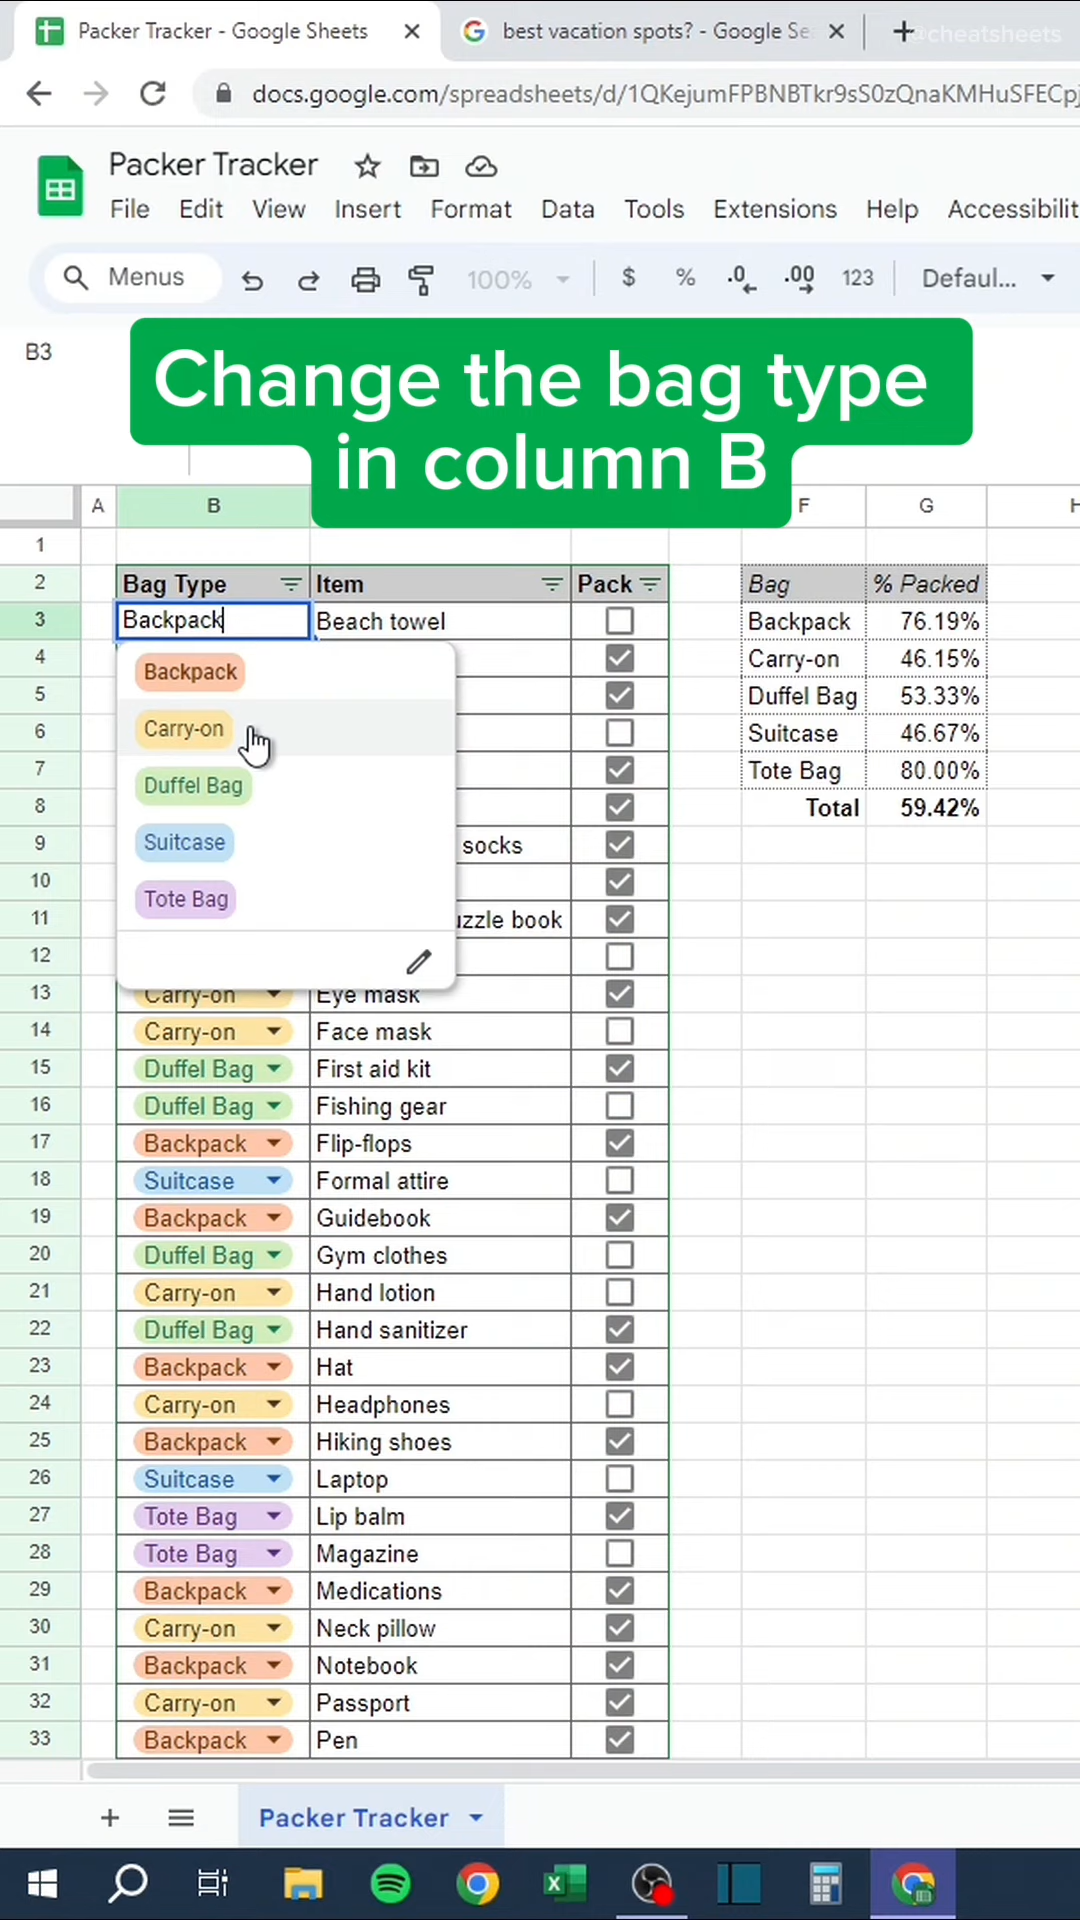 Packer Tracker - Google Sheets
best vacation spots? - Google Se
@cheatsheets
docs.google.com/spreadsheets/d/1QKejumFPBNBTkr9sS0zQnaKMHuSFECpj
Packer Tracker
File Edit View Insert Format Data Tools Extensions Help Accessibilit
Menus 100% $ % .0 .00 123 Defaul...
B3
Change the bag type
in column B
A B F G H
1
2 Bag Type Item Pack Bag % Packed
3 Backpack Beach towel Backpack 76.19%
4 Backpack Carry-on 46.15%
5 Duffel Bag 53.33%
6 Carry-on Suitcase 46.67%
7 Duffel Bag Tote Bag 80.00%
8 Suitcase Total 59.42%
9 socks
10 Tote Bag
11 uzzle book
12
13 Carry-on Eye mask
14 Carry-on Face mask
15 Duffel Bag First aid kit
16 Duffel Bag Fishing gear
17 Backpack Flip-flops
18 Suitcase Formal attire
19 Backpack Guidebook
20 Duffel Bag Gym clothes
21 Carry-on Hand lotion
22 Duffel Bag Hand sanitizer
23 Backpack Hat
24 Carry-on Headphones
25 Backpack Hiking shoes
26 Suitcase Laptop
27 Tote Bag Lip balm
28 Tote Bag Magazine
29 Backpack Medications
30 Carry-on Neck pillow
31 Backpack Notebook
32 Carry-on Passport
33 Backpack Pen
Packer Tracker